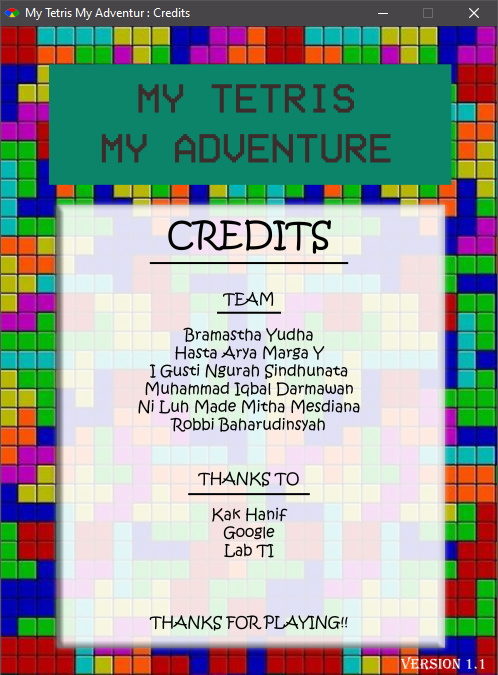 My Tetris My Adventur : Credits
MY TETRIS
MY ADVENTURE
CREDITS
TEAM
Bramastha Yudha
Hasta Arya Marga Y
I Gusti Ngurah Sindhunata
Muhammad Iqbal Darmawan
Ni Luh Made Mitha Mesdiana
Robbi Baharudinsyah
THANKS TO
Kak Hanif
Google
Lab TI
THANKS FOR PLAYING!!
VERSION 1.1